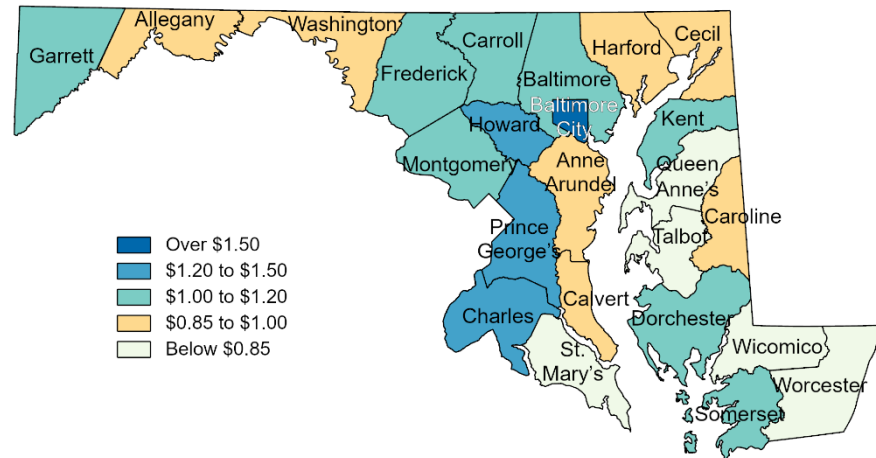 Garrett
Allegany
Washington
Frederick
Carroll
Baltimore
Baltimore
City
Harford
Cecil
Howard
Montgomery
Anne
Arundel
Kent
Queen
Anne's
Caroline
Talbot
Prince
George's
Calvert
Charles
St.
Mary's
Dorchester
Wicomico
Worcester
Somerset
Over $1.50
$1.20 to $1.50
$1.00 to $1.20
$0.85 to $1.00
Below $0.85